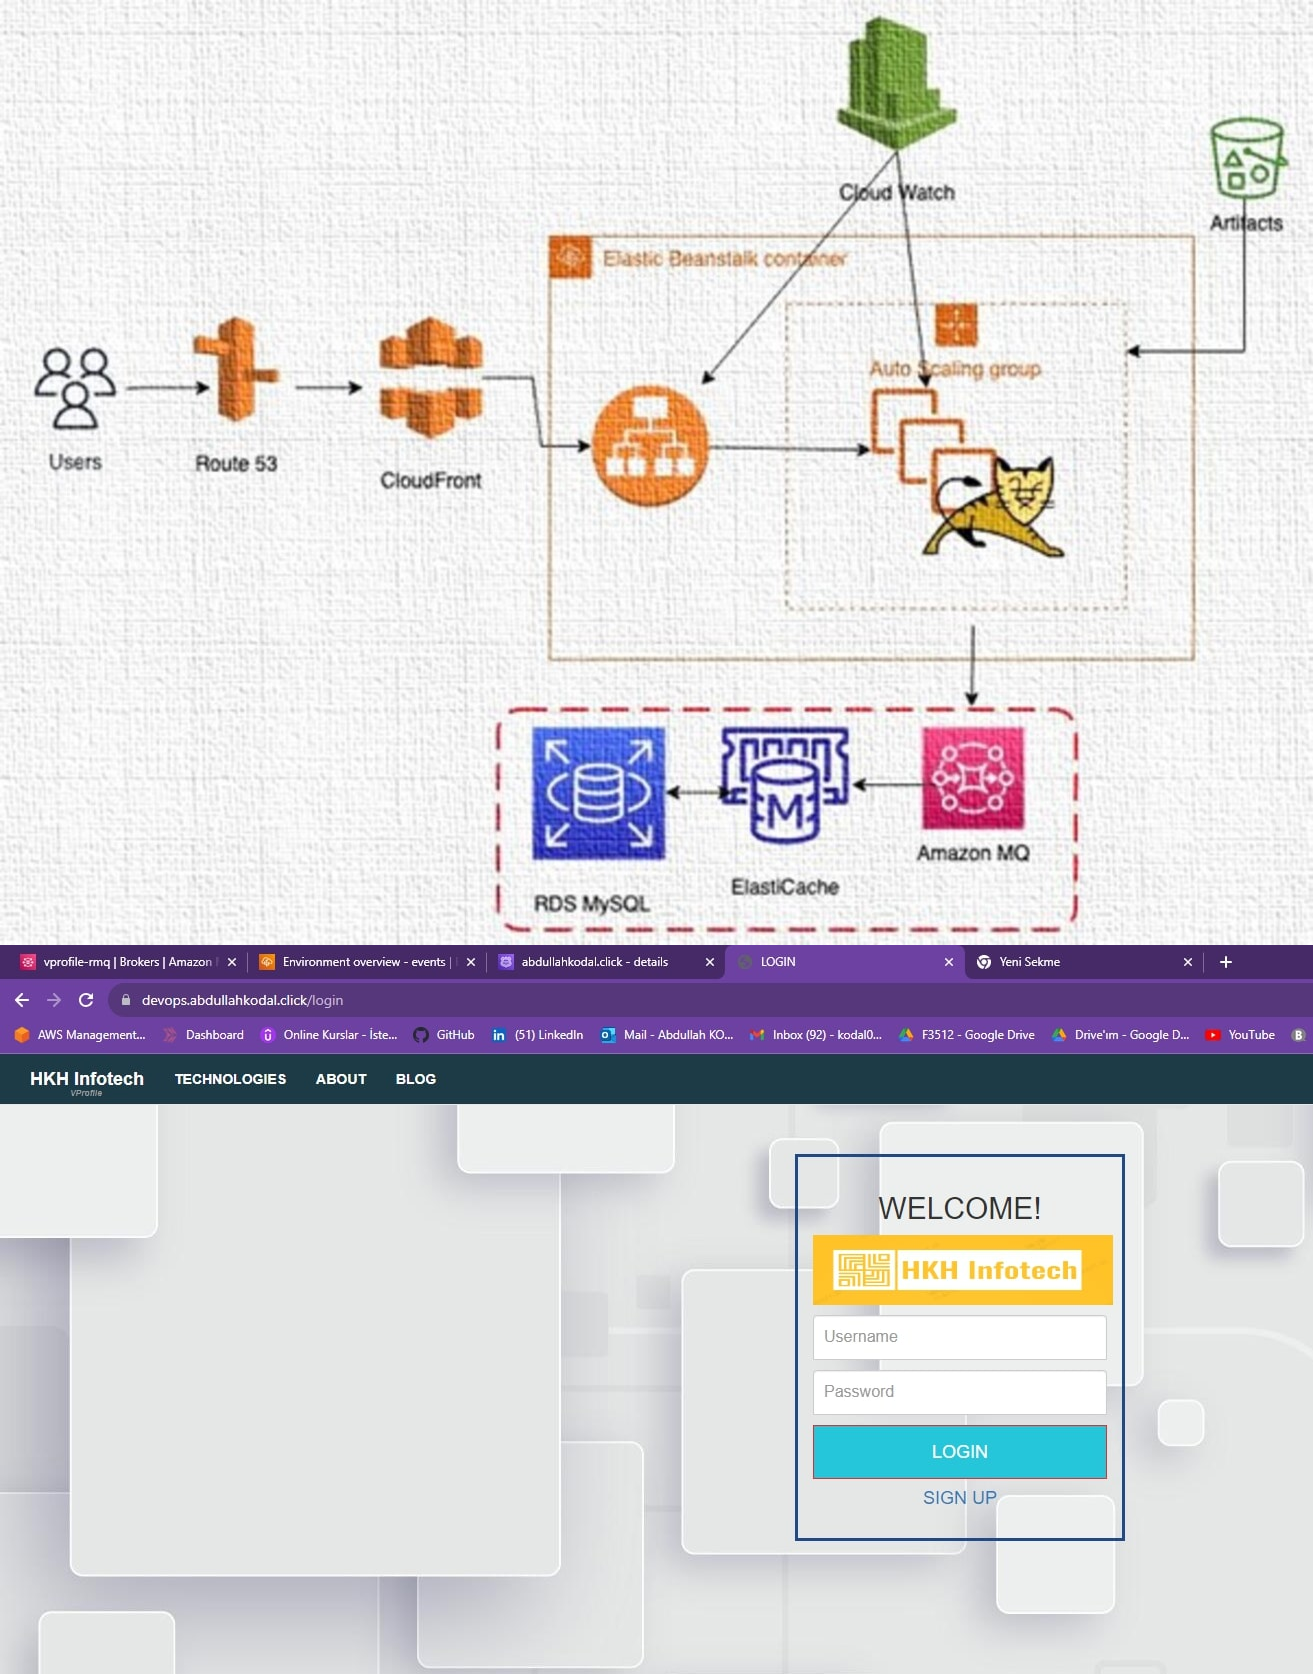 Cloud Watch
Artifacts
Elastic Beanstalk container
Auto Scaling group
Users
Route 53
CloudFront
RDS MySQL
ElastiCache
Amazon MQ
M
vprofile-rmq | Brokers | Amazon
Environment overview - events |
abdullahkodal.click - details
LOGIN
Yeni Sekme
devops.abdullahkodal.click/login
AWS Management...
Dashboard
Online Kurslar - İste...
GitHub
(51) LinkedIn
Mail - Abdullah KO...
Inbox (92) - kodal0...
F3512 - Google Drive
Drive'ım - Google D...
YouTube
B
HKH Infotech
VProfile
TECHNOLOGIES
ABOUT
BLOG
WELCOME!
HKH Infotech
Username
Password
LOGIN
SIGN UP